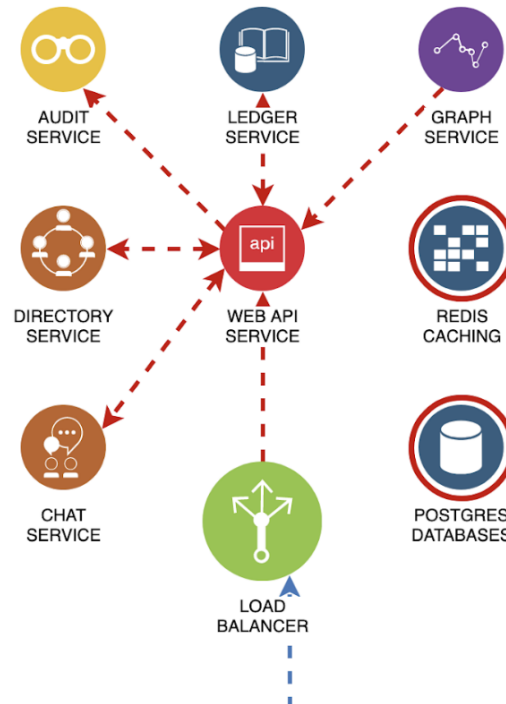 AUDIT
SERVICE
LEDGER
SERVICE
GRAPH
SERVICE
api
DIRECTORY
SERVICE
WEB API
SERVICE
REDIS
CACHING
CHAT
SERVICE
POSTGRES
DATABASES
LOAD
BALANCER